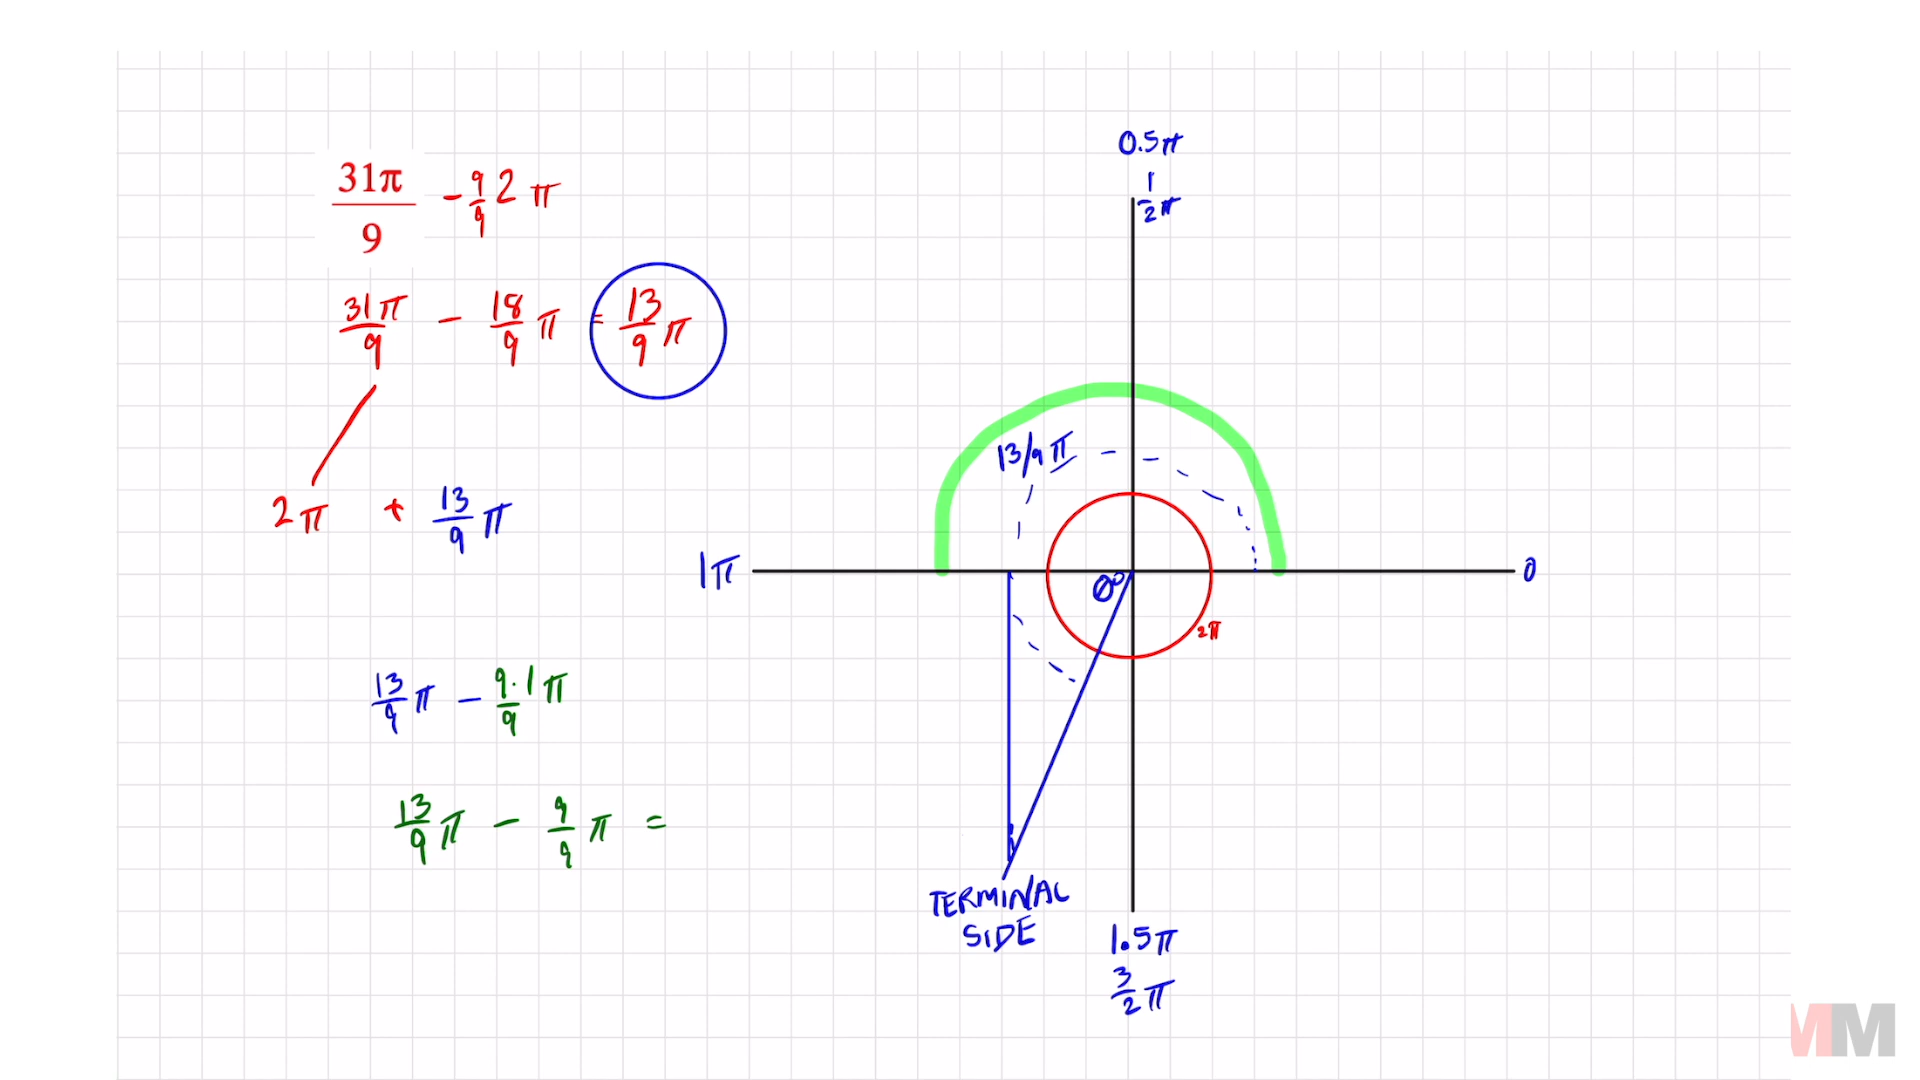 31π/9 - 9/9 2π
31π/9 - 18/9 π = 13/9 π
2π + 13/9 π
13/9 π - 9·1/9 π
13/9 π - 9/9 π =
0.5π
1/2 π
13/9 π
1π
θ°
0
2π
TERMINAL
SIDE
1.5π
3/2 π
MM